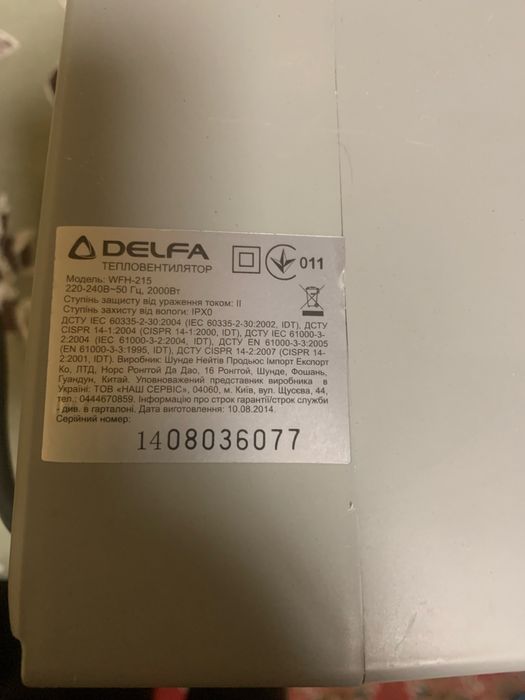 DELFA
ТЕПЛОВЕНТИЛЯТОР
011
Модель: WFH-215
220-240В~50 Гц, 2000Вт
Ступінь защисту від ураження током: II
Ступінь захисту від вологи: IPX0
ДСТУ IEC 60335-2-30:2004 (IEC 60335-2-30:2002, IDT), ДСТУ
CISPR 14-1:2004 (CISPR 14-1:2000, IDT), ДСТУ IEC 61000-3-
2:2004 (IEC 61000-3-2:2004, IDT), ДСТУ EN 61000-3-3:2005
(EN 61000-3-3:1995, IDT), ДСТУ CISPR 14-2:2007 (CISPR 14-
2:2001, IDT). Виробник: Шунде Нейтів Продьюс Імпорт Експорт
Ко, ЛТД, Норс Ронгітой Да Дао, 16 Ронгітой, Шунде, Фошань,
Гуандун, Китай. Уповноважений представник виробника в
Україні: ТОВ «НАШ СЕРВІС», 04060, м. Київ, вул. Щусєва, 44,
тел.: 0444670859. Інформацію про строк гарантії/строк служби
- див. в гарталоні. Дата виготовлення: 10.08.2014.
Серійний номер:
1408036077